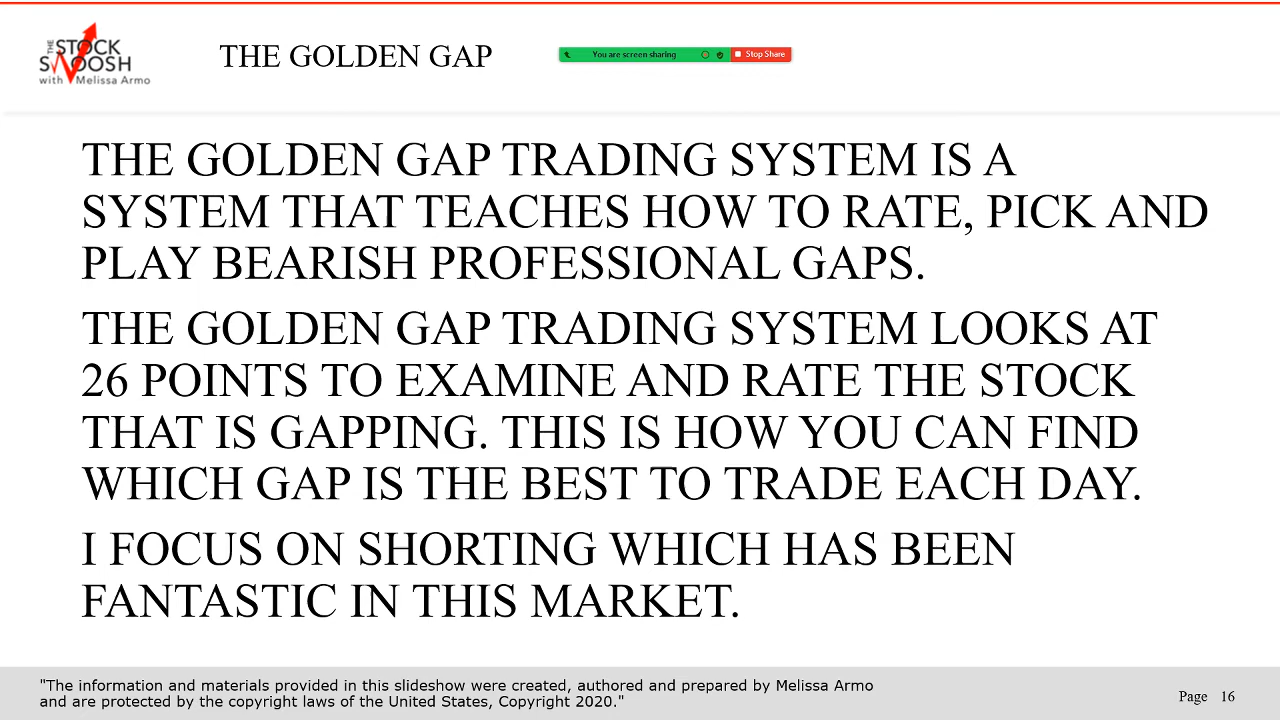 THE STOCK
SWOOSH
with Melissa Armo
THE GOLDEN GAP
You are screen sharing
Stop Share
THE GOLDEN GAP TRADING SYSTEM IS A
SYSTEM THAT TEACHES HOW TO RATE, PICK AND
PLAY BEARISH PROFESSIONAL GAPS.
THE GOLDEN GAP TRADING SYSTEM LOOKS AT
26 POINTS TO EXAMINE AND RATE THE STOCK
THAT IS GAPPING. THIS IS HOW YOU CAN FIND
WHICH GAP IS THE BEST TO TRADE EACH DAY.
I FOCUS ON SHORTING WHICH HAS BEEN
FANTASTIC IN THIS MARKET.
"The information and materials provided in this slideshow were created, authored and prepared by Melissa Armo
and are protected by the copyright laws of the United States, Copyright 2020."
Page 16